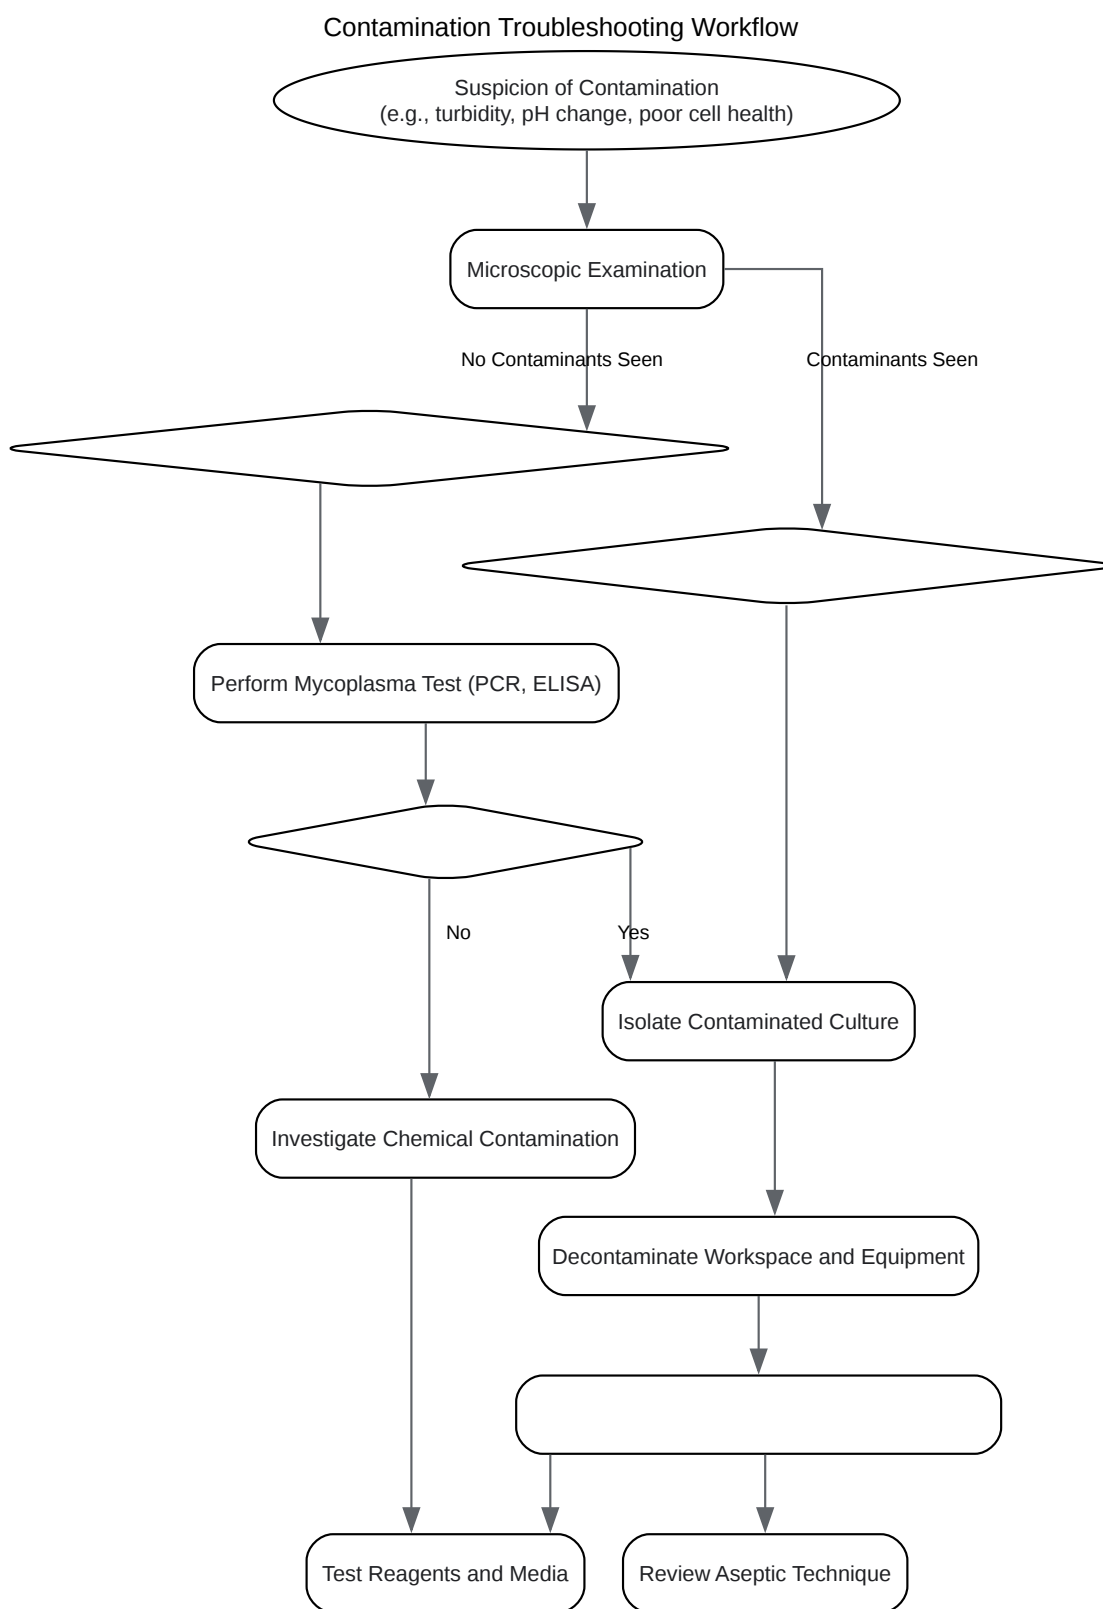 Contamination Troubleshooting Workflow
Suspicion of Contamination
(e.g., turbidity, pH change, poor cell health)
Microscopic Examination
No Contaminants Seen
Contaminants Seen
Perform Mycoplasma Test (PCR, ELISA)
No
Yes
Isolate Contaminated Culture
Investigate Chemical Contamination
Decontaminate Workspace and Equipment
Test Reagents and Media
Review Aseptic Technique